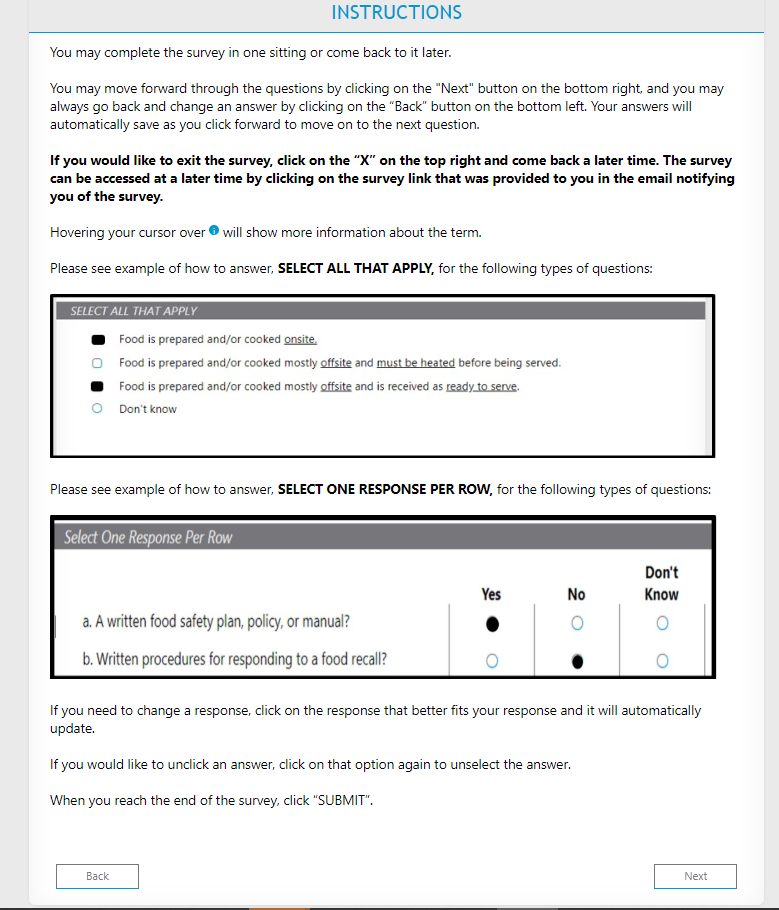 INSTRUCTIONS
You may complete the survey in one sitting or come back to it later.
You may move forward through the questions by clicking on the "Next" button on the bottom right, and you may
always go back and change an answer by clicking on the "Back" button on the bottom left. Your answers will
automatically save as you click forward to move on to the next question.
If you would like to exit the survey, click on the “X” on the top right and come back a later time. The survey
can be accessed at a later time by clicking on the survey link that was provided to you in the email notifying
you of the survey.
Hovering your cursor over i will show more information about the term.
Please see example of how to answer, SELECT ALL THAT APPLY, for the following types of questions:
SELECT ALL THAT APPLY
Food is prepared and/or cooked onsite.
Food is prepared and/or cooked mostly offsite and must be heated before being served.
Food is prepared and/or cooked mostly offsite and is received as ready to serve.
Don't know
Please see example of how to answer, SELECT ONE RESPONSE PER ROW, for the following types of questions:
Select One Response Per Row
Yes No Don't Know
a. A written food safety plan, policy, or manual?
b. Written procedures for responding to a food recall?
If you need to change a response, click on the response that better fits your response and it will automatically
update.
If you would like to unclick an answer, click on that option again to unselect the answer.
When you reach the end of the survey, click “SUBMIT”.
Back Next